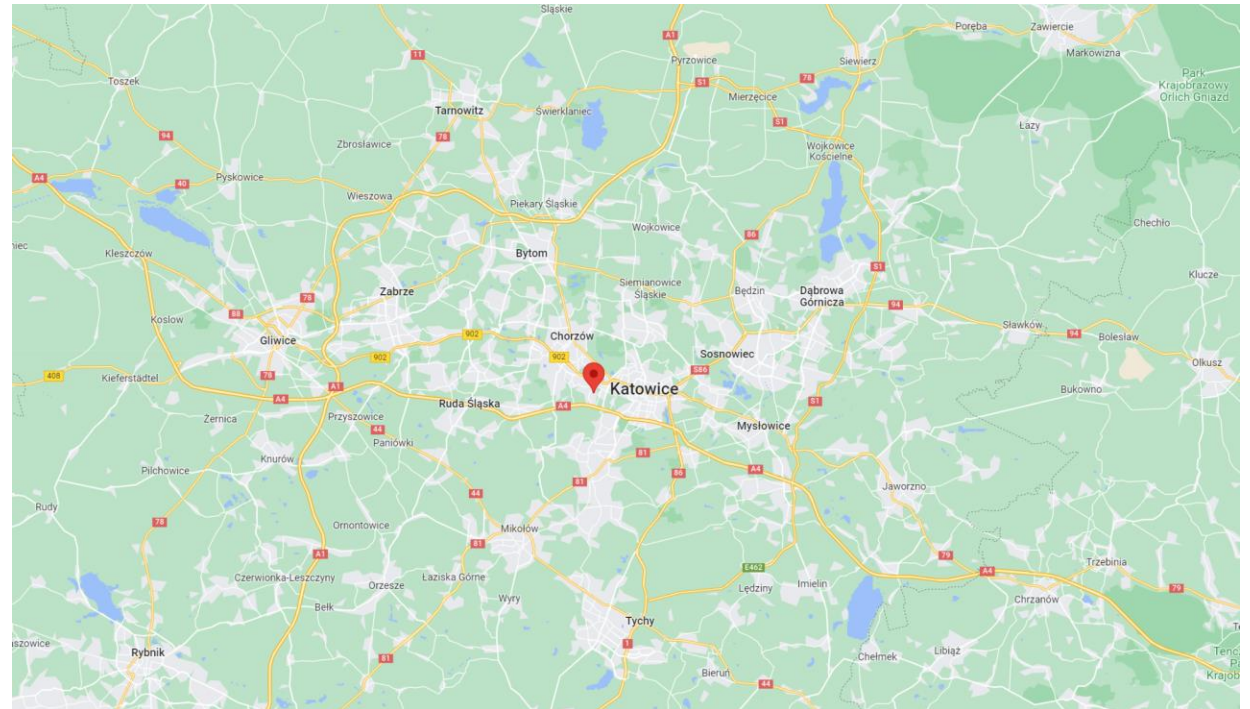 Śląskie
A1
Poręba
Zawiercie
Markowizna
11
Pyrzowice
Siewierz
S1
78
Park
Krajobrazowy
Orlich Gniazd
Toszek
Mierzęcice
Tarnowitz
Świerklaniec
S1
Łazy
94
78
Zbrosławice
Wojkowice
Kościelne
A4
40
Pyskowice
Wieszowa
Piekary Śląskie
Wojkowice
86
Chechło
Kleszczów
Bytom
S1
Klucze
Siemianowice
Śląskie
Będzin
Dąbrowa
Górnicza
Zabrze
78
88
94
Koslow
Sławków
94
Bolesław
Gliwice
902
Chorzów
902
902
Sosnowiec
Olkusz
408
Kieferstädtel
78
A1
S86
Katowice
Bukowno
A4
Ruda Śląska
A4
S1
Żernica
Przyszowice
44
Mysłowice
Paniówki
Knurów
81
Pilchowice
86
A4
81
Jaworzno
44
Rudy
78
Ornontowice
Mikołów
81
A1
79
Trzebinia
A4
Czerwionka-Leszczyny
Orzesze
Łaziska Górne
E462
Lędziny
Imielin
79
Wyry
Chrzanów
Bełk
Tychy
1
Rybnik
81
Chełmek
Libiąż
Bieruń
44